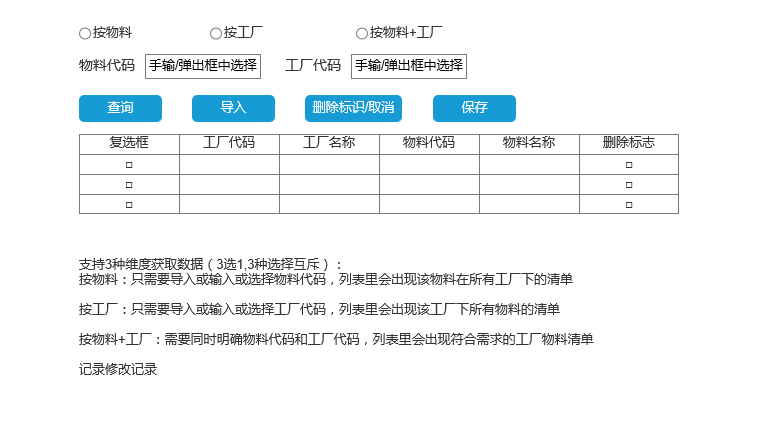 按物料 按工厂 按物料+工厂
物料代码 手输/弹出框中选择 工厂代码 手输/弹出框中选择
查询 导入 删除标识/取消 保存
复选框 工厂代码 工厂名称 物料代码 物料名称 删除标志
支持3种维度获取数据（3选1,3种选择互斥）：
按物料：只需要导入或输入或选择物料代码，列表里会出现该物料在所有工厂下的清单
按工厂：只需要导入或输入或选择工厂代码，列表里会出现该工厂下所有物料的清单
按物料+工厂：需要同时明确物料代码和工厂代码，列表里会出现符合需求的工厂物料清单
记录修改记录